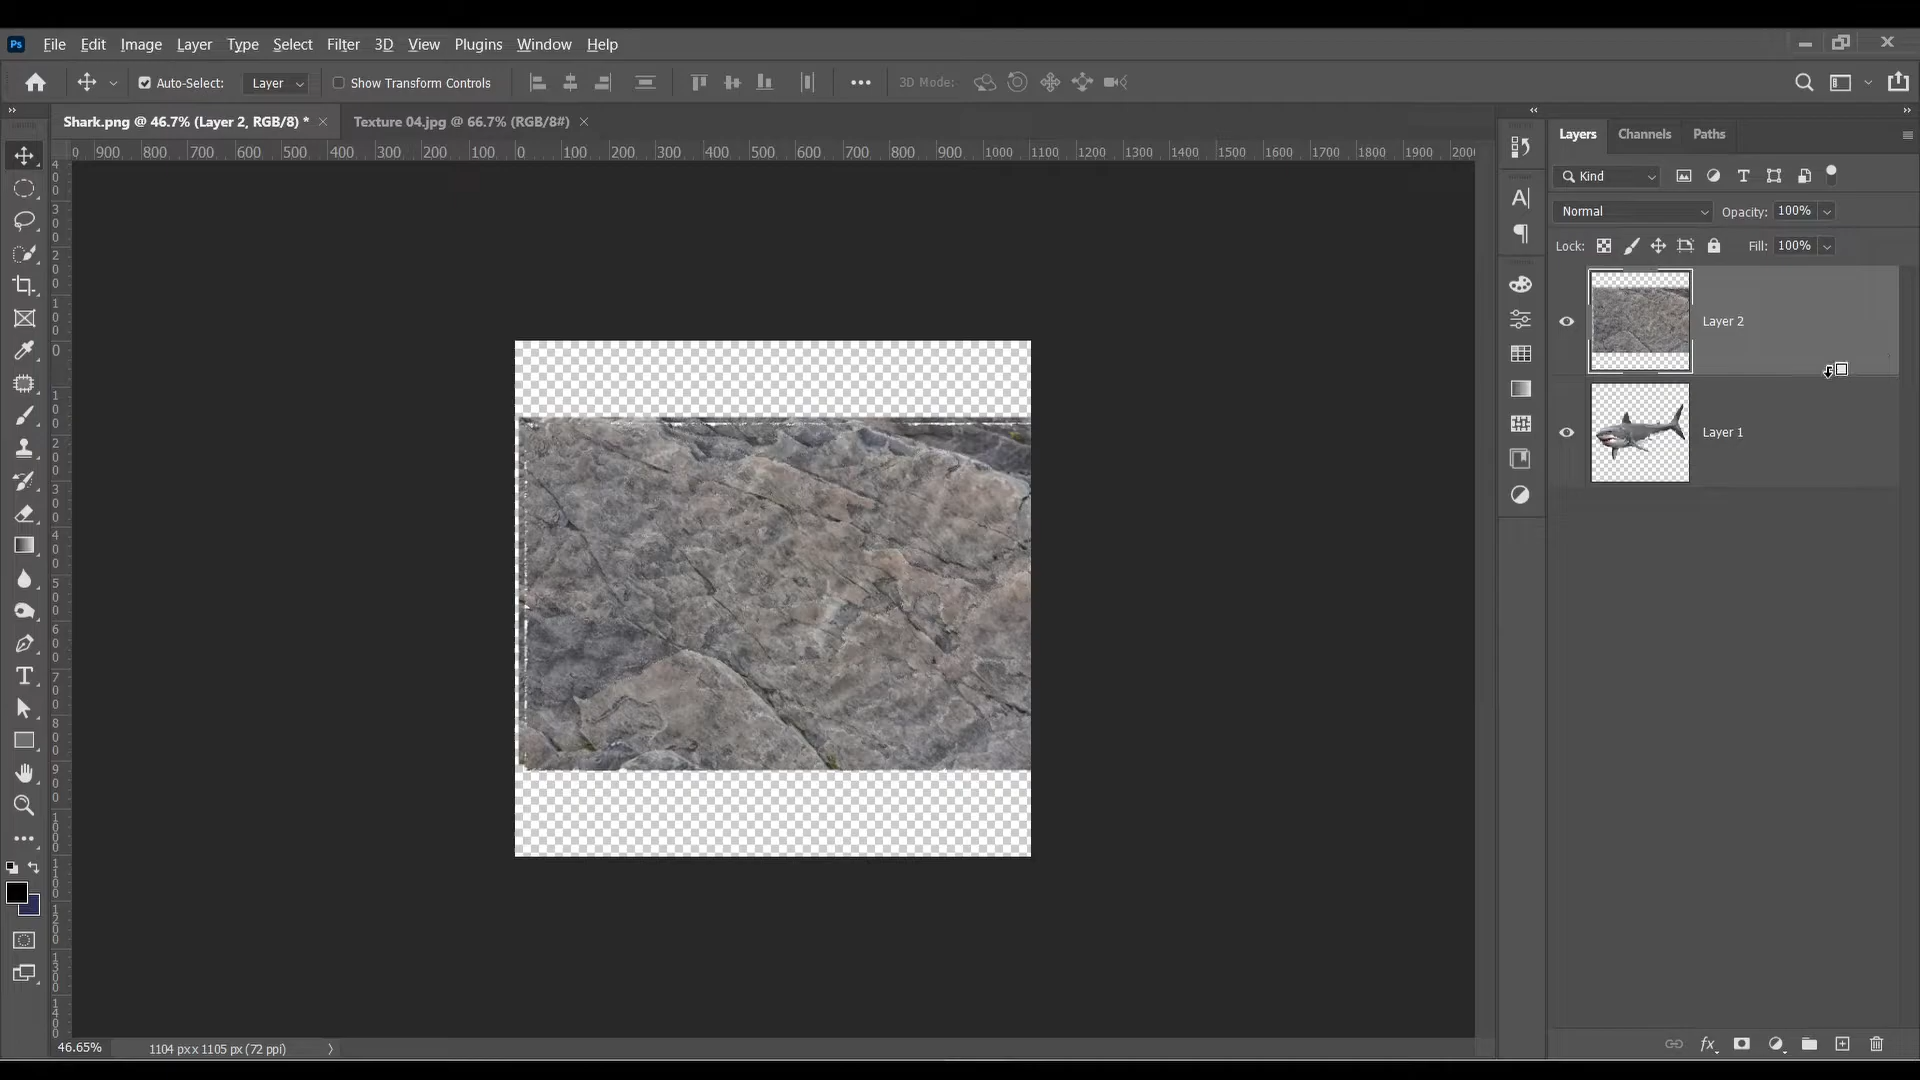 Ps File Edit Image Layer Type Select Filter 3D View Plugins Window Help
Auto-Select: Layer Show Transform Controls 3D Mode:
Shark.png @ 46.7% (Layer 2, RGB/8) * Texture 04.jpg @ 66.7% (RGB/8#)
0 900 800 700 600 500 400 300 200 100 0 100 200 300 400 500 600 700 800 900 1000 1100 1200 1300 1400 1500 1600 1700 1800 1900
Layers Channels Paths
Kind
Normal Opacity: 100%
Lock: Fill: 100%
Layer 2
Layer 1
46.65% 1104 px x 1105 px (72 ppi)
fx